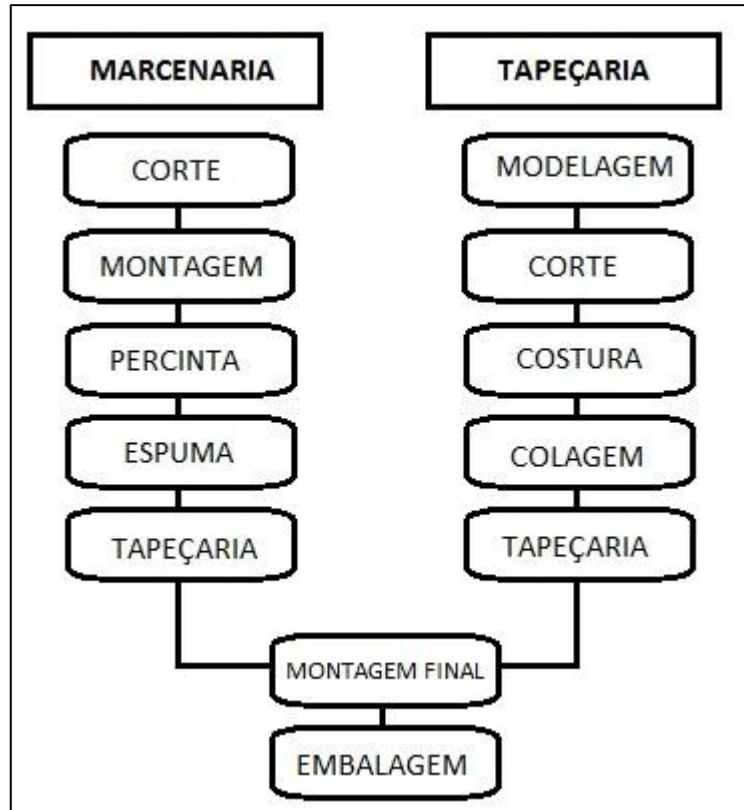 MARCENARIA
CORTE
MONTAGEM
PERCINTA
ESPUMA
TAPEÇARIA
TAPEÇARIA
MODELAGEM
CORTE
COSTURA
COLAGEM
TAPEÇARIA
MONTAGEM FINAL
EMBALAGEM